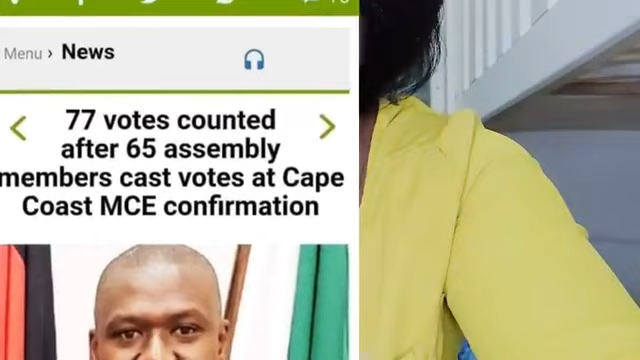 Menu › News
77 votes counted
after 65 assembly
members cast votes at Cape
Coast MCE confirmation